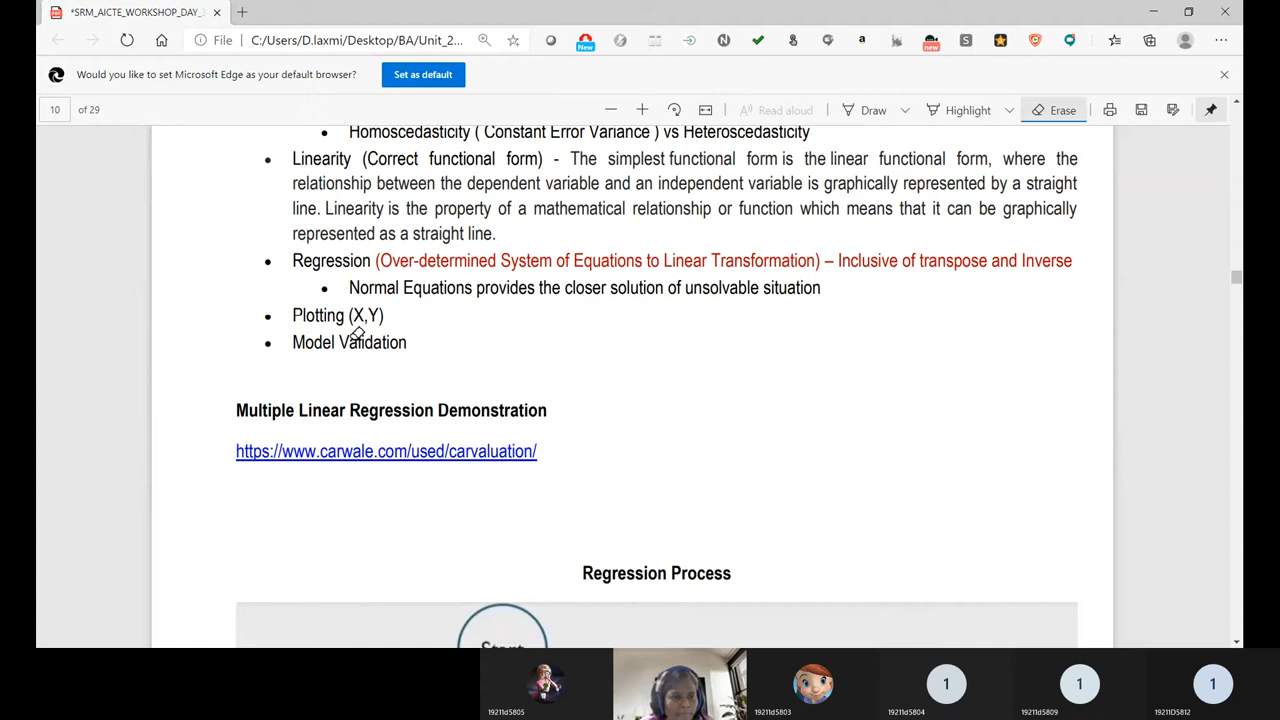 *SRM_AICTE_WORKSHOP_DAY_
File
C:/Users/D.laxmi/Desktop/BA/Unit_2...
New
new
Would you like to set Microsoft Edge as your default browser?
Set as default
10 of 29
Read aloud
Draw
Highlight
Erase
• Homoscedasticity ( Constant Error Variance ) vs Heteroscedasticity
• Linearity (Correct functional form) - The simplest functional form is the linear functional form, where the
relationship between the dependent variable and an independent variable is graphically represented by a straight
line. Linearity is the property of a mathematical relationship or function which means that it can be graphically
represented as a straight line.
• Regression (Over-determined System of Equations to Linear Transformation) – Inclusive of transpose and Inverse
• Normal Equations provides the closer solution of unsolvable situation
• Plotting (X,Y)
• Model Validation
Multiple Linear Regression Demonstration
https://www.carwale.com/used/carvaluation/
Regression Process
Start
1
1
1
19211d5805
19211d5803
19211d5804
19211d5809
19211D5812